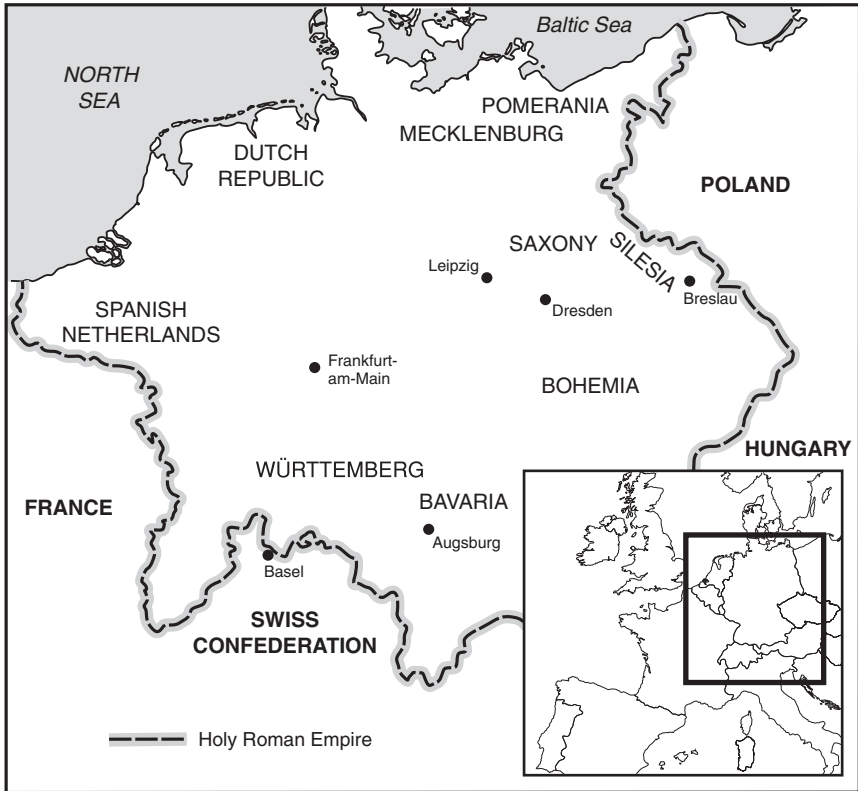 Baltic Sea
NORTH
SEA
POMERANIA
MECKLENBURG
DUTCH
REPUBLIC
POLAND
SAXONY
SILESIA
Leipzig
Breslau
Dresden
SPANISH
NETHERLANDS
Frankfurt-
am-Main
BOHEMIA
HUNGARY
WÜRTTEMBERG
BAVARIA
FRANCE
Augsburg
Basel
SWISS
CONFEDERATION
Holy Roman Empire